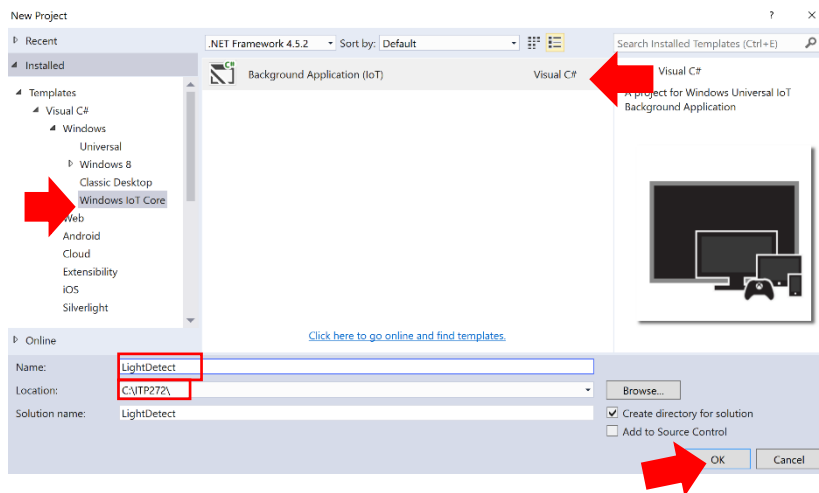 New Project
? ×
Recent
.NET Framework 4.5.2 Sort by: Default
Search Installed Templates (Ctrl+E)
Installed
Templates
Visual C#
Windows
Universal
Windows 8
Classic Desktop
Windows IoT Core
Web
Android
Cloud
Extensibility
iOS
Silverlight
Online
C#
Background Application (IoT) Visual C#
Click here to go online and find templates.
Visual C#
A project for Windows Universal IoT
Background Application
Name: LightDetect
Location: C:\ITP272\
Browse...
Solution name: LightDetect
Create directory for solution
Add to Source Control
OK Cancel